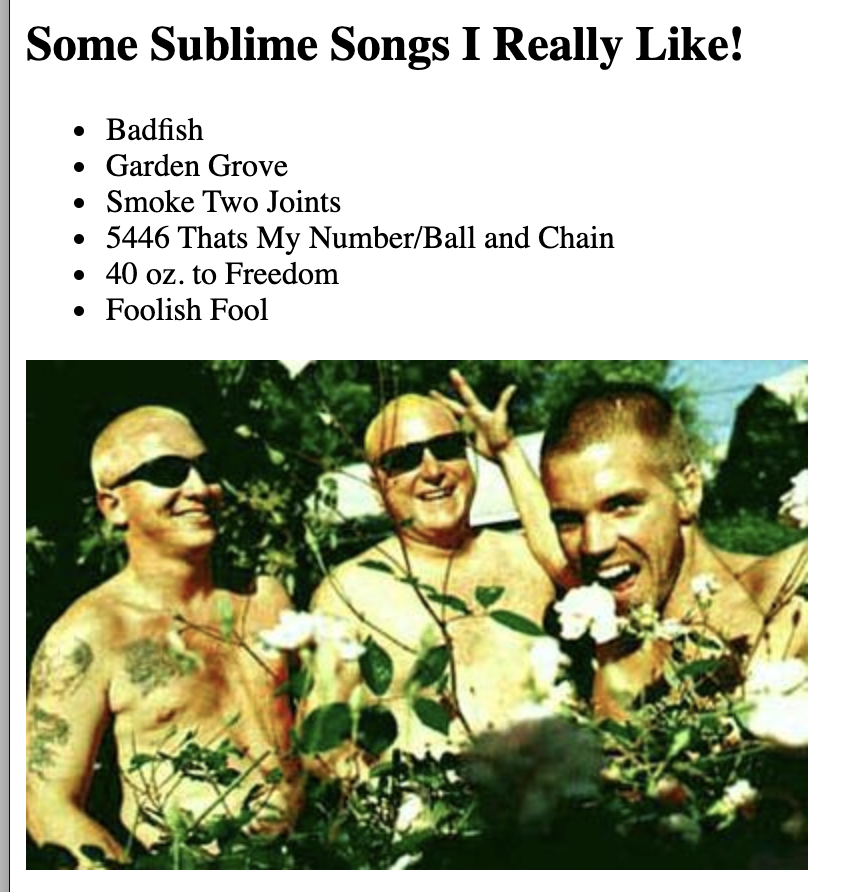 Some Sublime Songs I Really Like!
Badfish
Garden Grove
Smoke Two Joints
5446 Thats My Number/Ball and Chain
40 oz. to Freedom
Foolish Fool